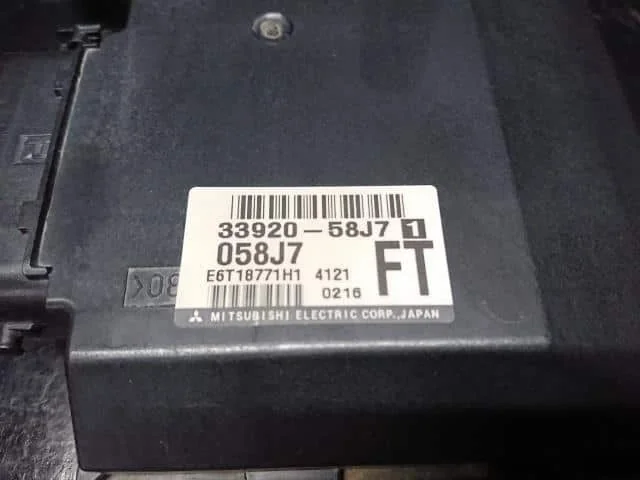 33920-58J7 1
058J7 FT
E6T18771H1 4121
0216
MITSUBISHI ELECTRIC CORP., JAPAN